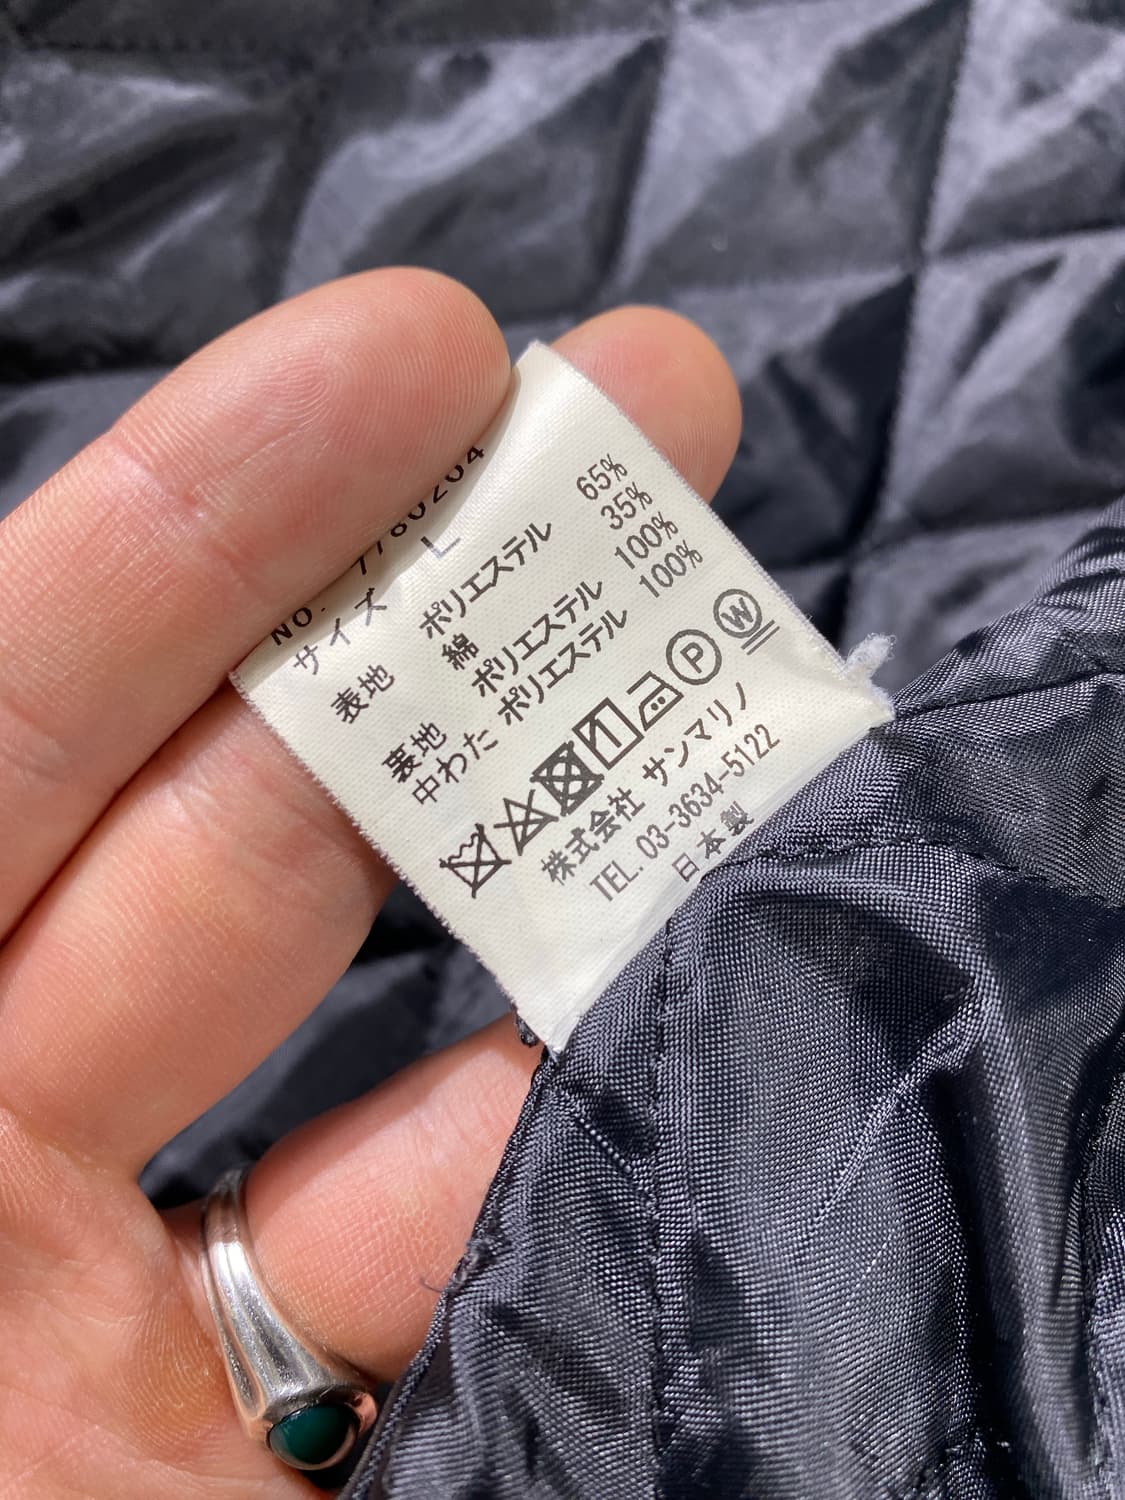 NO. 7780204
サイズ L
表地 ポリエステル 65%
綿 35%
裏地 ポリエステル 100%
中わた ポリエステル 100%
P W
株式会社 サンマリノ
TEL. 03-3634-5122
日本製